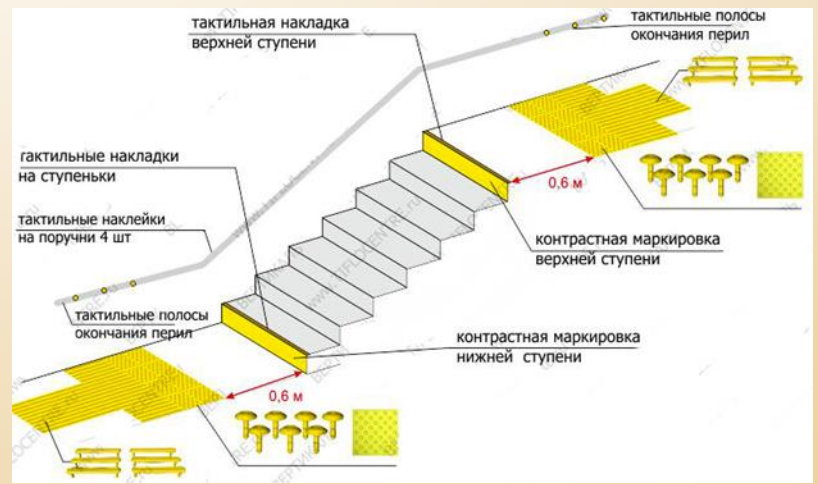 тактильная накладка
верхней ступени
тактильные полосы
окончания перил
гактильные накладки
на ступеньки
0,6 м
тактильные наклейки
на поручни 4 шт
контрастная маркировка
верхней ступени
тактильные полосы
окончания перил
контрастная маркировка
нижней ступени
0,6 м